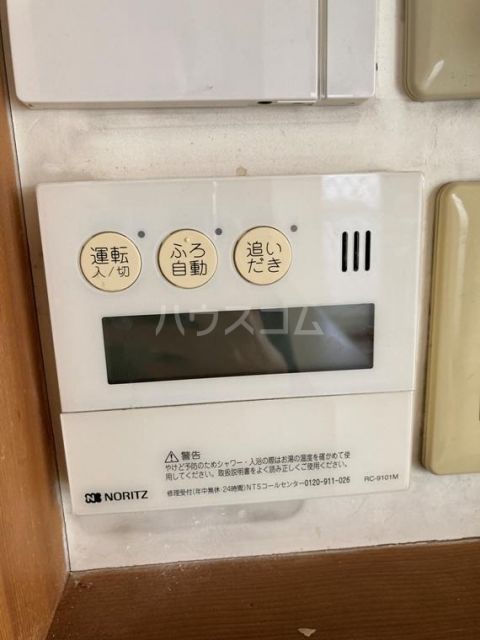 運転
入/切
ふろ
自動
追い
だき
ハウスコム
警告
やけど予防のためシャワー・入浴の際はお湯の温度を確かめて使
用してください。取扱説明書をよく読み正しくご使用ください。
NORITZ
修理受付(年中無休・24時間)NTSコールセンター0120-911-026
RC-9101M